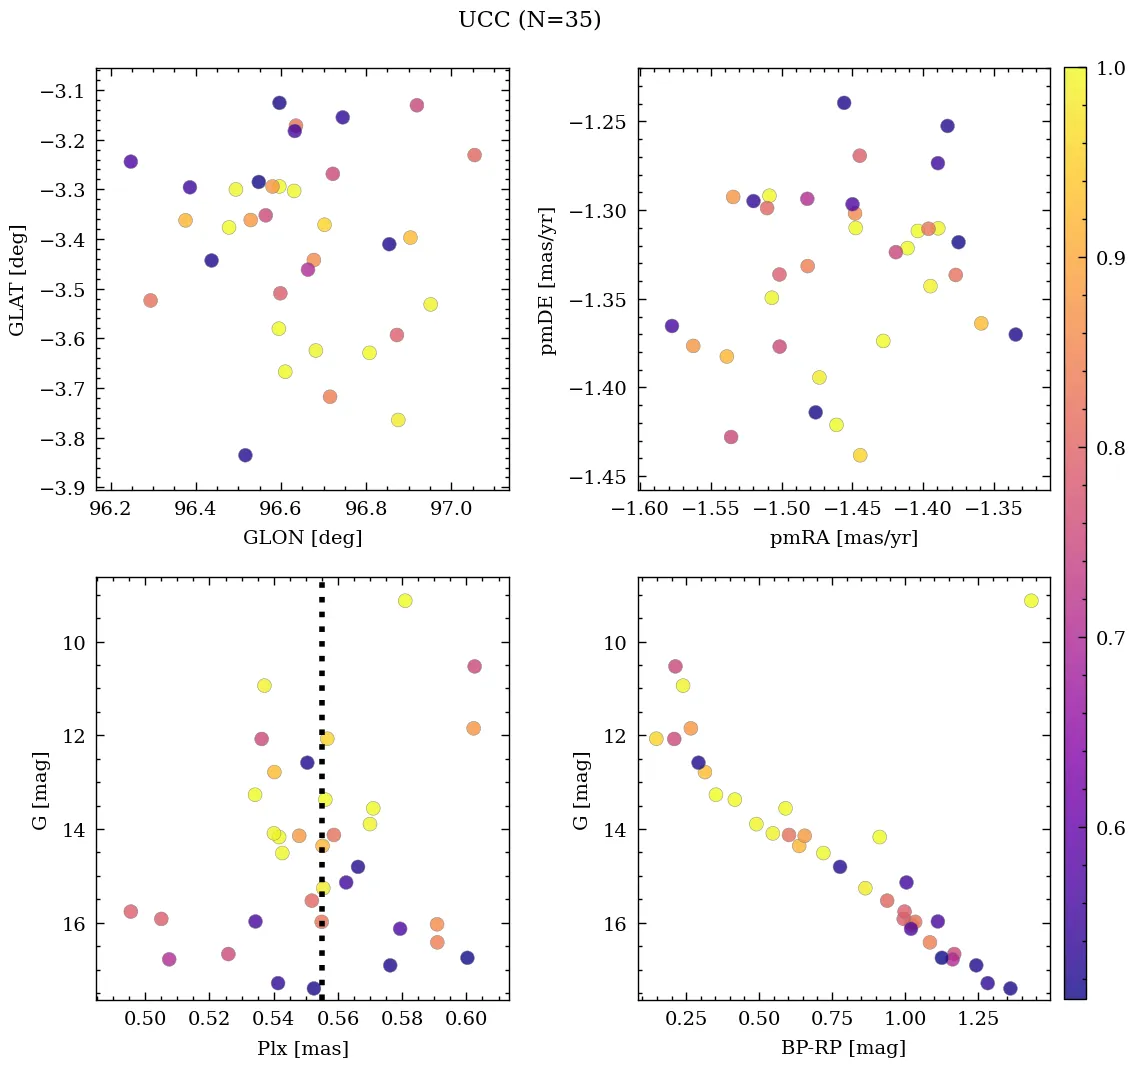 UCC (N=35)
−3.1
−3.2
−3.3
−3.4
−3.5
−3.6
−3.7
−3.8
−3.9
GLAT [deg]
96.2 96.4 96.6 96.8 97.0
GLON [deg]
−1.25
−1.30
−1.35
−1.40
−1.45
pmDE [mas/yr]
−1.60 −1.55 −1.50 −1.45 −1.40 −1.35
pmRA [mas/yr]
1.0
0.9
0.8
0.7
0.6
10
12
14
16
G [mag]
0.50 0.52 0.54 0.56 0.58 0.60
Plx [mas]
10
12
14
16
G [mag]
0.25 0.50 0.75 1.00 1.25
BP-RP [mag]